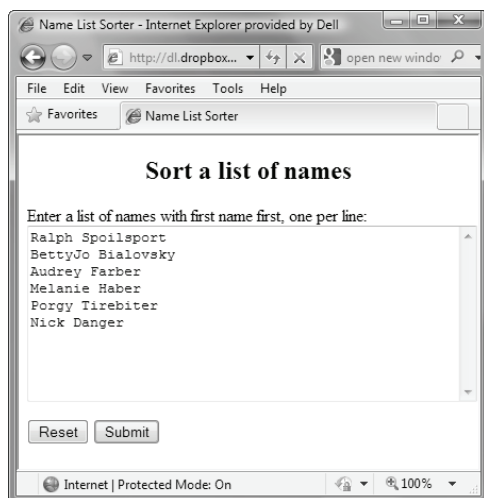 Name List Sorter - Internet Explorer provided by Dell
http://dl.dropbox... open new windo
File Edit View Favorites Tools Help
Favorites Name List Sorter
Sort a list of names
Enter a list of names with first name first, one per line:
Ralph Spoilsport
BettyJo Bialovsky
Audrey Farber
Melanie Haber
Porgy Tirebiter
Nick Danger
Reset Submit
Internet | Protected Mode: On 100%